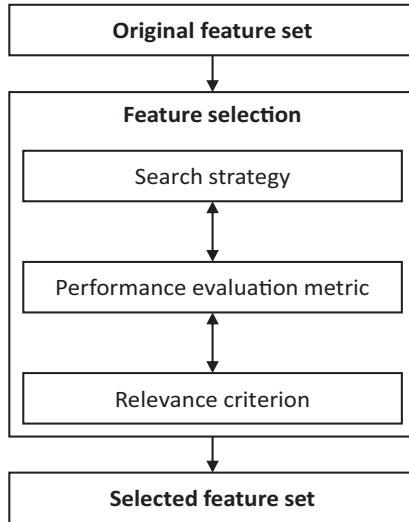 Original feature set
Feature selection
Search strategy
Performance evaluation metric
Relevance criterion
Selected feature set